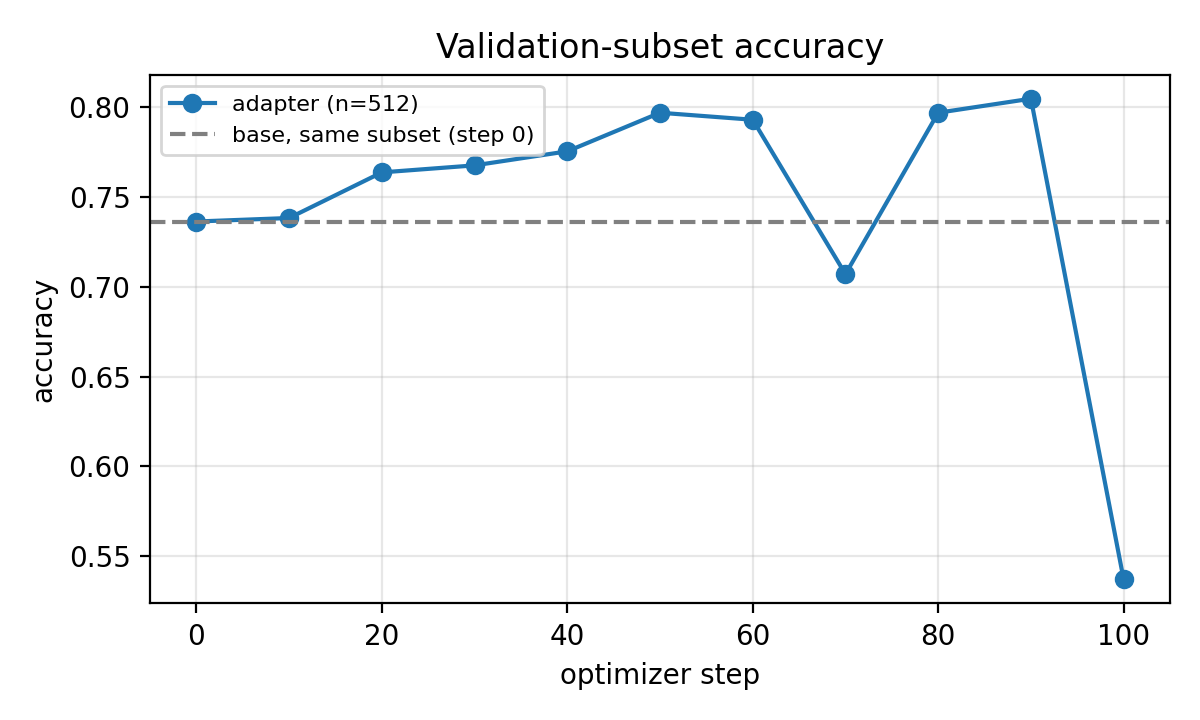 Validation-subset accuracy
adapter (n=512)
base, same subset (step 0)
accuracy
0.80
0.75
0.70
0.65
0.60
0.55
0 20 40 60 80 100
optimizer step